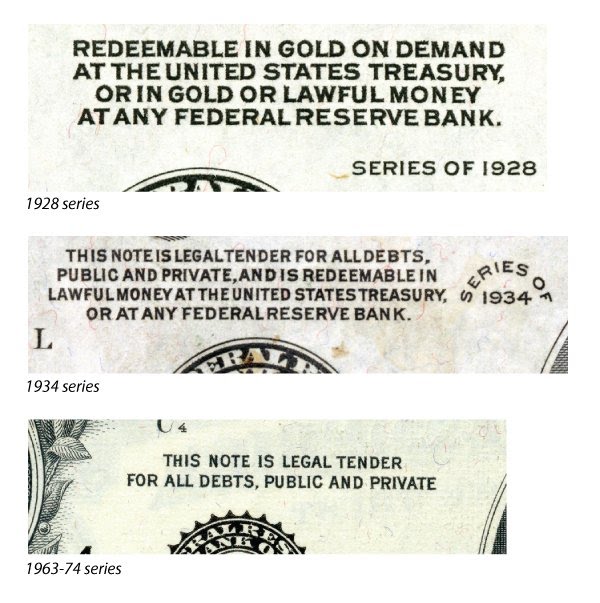 REDEEMABLE IN GOLD ON DEMAND
AT THE UNITED STATES TREASURY,
OR IN GOLD OR LAWFUL MONEY
AT ANY FEDERAL RESERVE BANK.
SERIES OF 1928
1928 series
THIS NOTE IS LEGAL TENDER FOR ALL DEBTS,
PUBLIC AND PRIVATE, AND IS REDEEMABLE IN
LAWFUL MONEY AT THE UNITED STATES TREASURY,
OR AT ANY FEDERAL RESERVE BANK.
SERIES OF
1934
L
1934 series
C4
THIS NOTE IS LEGAL TENDER
FOR ALL DEBTS, PUBLIC AND PRIVATE
1963-74 series